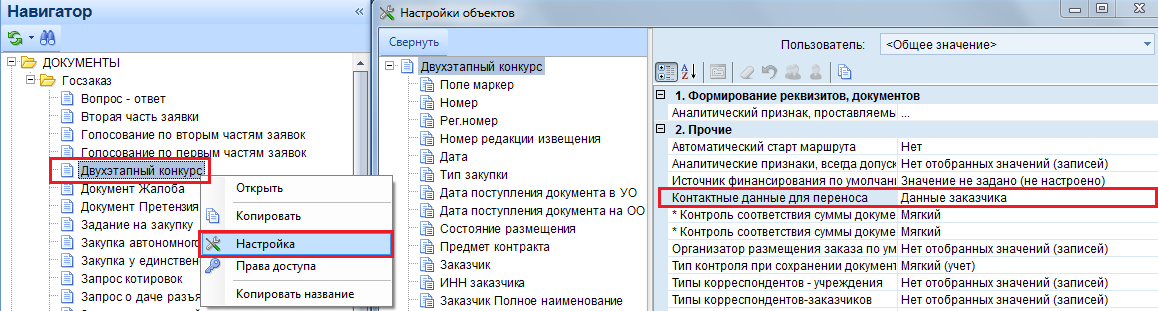 Навигатор
«
ДОКУМЕНТЫ
Госзаказ
Вопрос - ответ
Вторая часть заявки
Голосование по вторым частям заявок
Голосование по первым частям заявок
Двухэтапный конкурс
Документ Жалоба
Документ Претензия
Задание на закупку
Закупка автономного
Закупка у единственн
Запрос котировок
Запрос о даче разъя
Открыть
Копировать
Настройка
Права доступа
Копировать название
Настройки объектов
Свернуть
Двухэтапный конкурс
Поле маркер
Номер
Рег.номер
Номер редакции извещения
Дата
Тип закупки
Дата поступления документа в УО
Дата поступления документа на ОО
Состояние размещения
Предмет контракта
Заказчик
ИНН заказчика
Заказчик Полное наименование
Пользователь: <Общее значение>
1. Формирование реквизитов, документов
Аналитический признак, проставляемь ...
2. Прочие
Автоматический старт маршрута Нет
Аналитические признаки, всегда допуск Нет отобранных значений (записей)
Источник финансирования по умолчани Значение не задано (не настроено)
Контактные данные для переноса Данные заказчика
* Контроль соответствия суммы докуме Мягкий
* Контроль соответствия суммы докуме Мягкий
Организатор размещения заказа по ум Нет отобранных значений (записей)
Тип контроля при сохранении документ Мягкий (учет)
Типы корреспондентов - учреждения Нет отобранных значений (записей)
Типы корреспондентов-заказчиков Нет отобранных значений (записей)